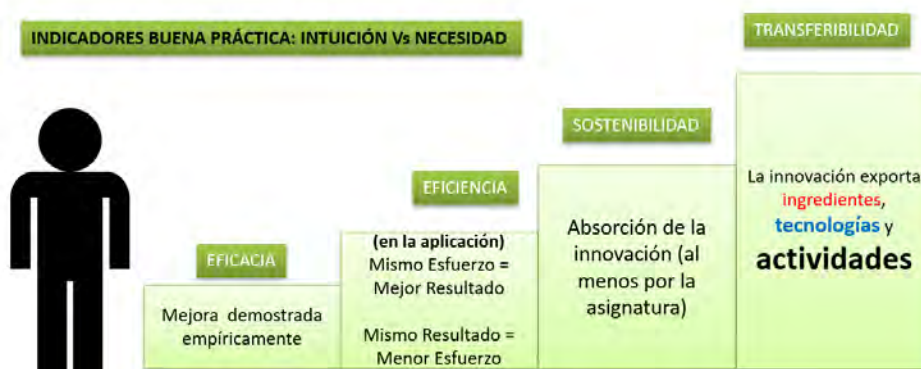 INDICADORES BUENA PRÁCTICA: INTUICIÓN Vs NECESIDAD
EFICACIA
Mejora demostrada
empíricamente
EFICIENCIA
(en la aplicación)
Mismo Esfuerzo =
Mejor Resultado
Mismo Resultado =
Menor Esfuerzo
SOSTENIBILIDAD
Absorción de la
innovación (al
menos por la
asignatura)
TRANSFERIBILIDAD
La innovación exporta
ingredientes,
tecnologías y
actividades